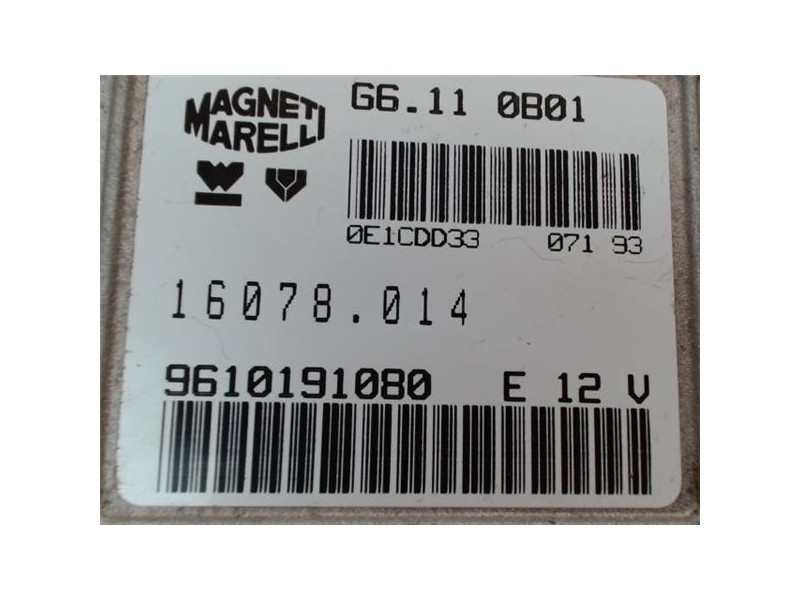 MAGNETI
MARELLI
G6.11 0B01
0E1CDD33 071 93
16078.014
9610191080 E 12 V